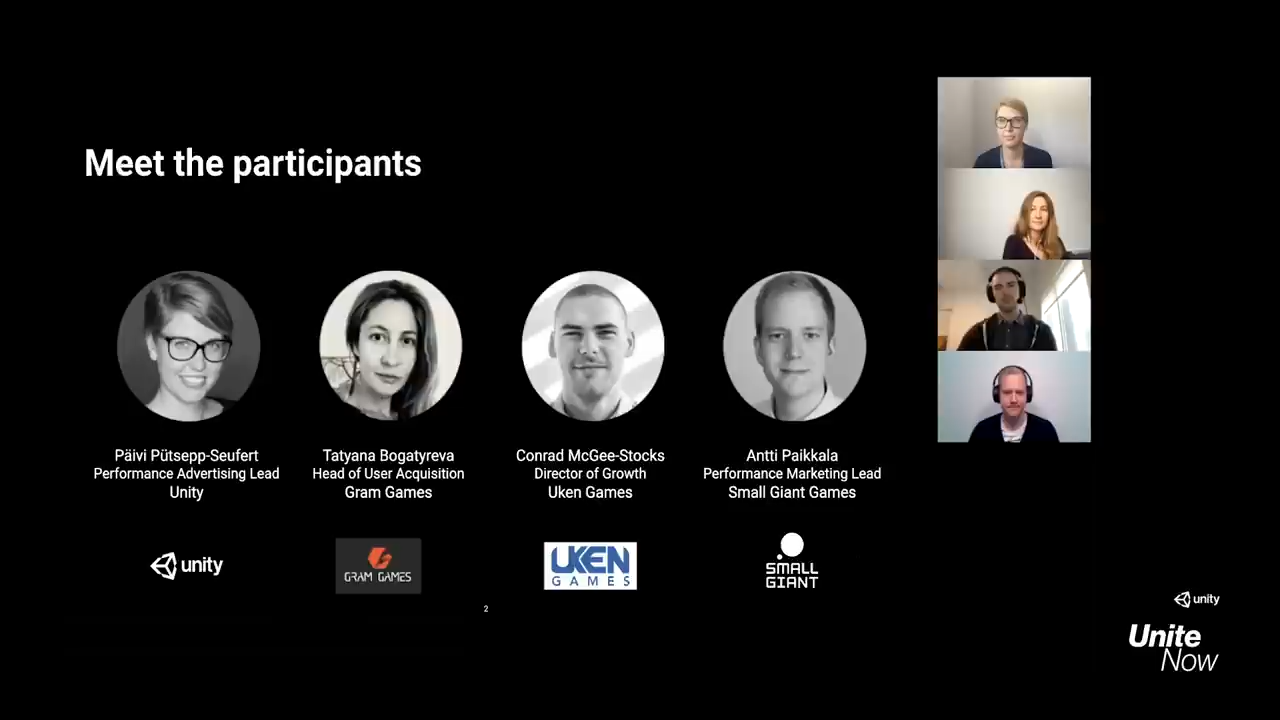 Meet the participants
Päivi Pütsepp-Seufert
Performance Advertising Lead
Unity
Tatyana Bogatyreva
Head of User Acquisition
Gram Games
Conrad McGee-Stocks
Director of Growth
Uken Games
Antti Paikkala
Performance Marketing Lead
Small Giant Games
unity
GRAM GAMES
UKEN
GAMES
SMALL
GIANT
2
unity
Unite
Now